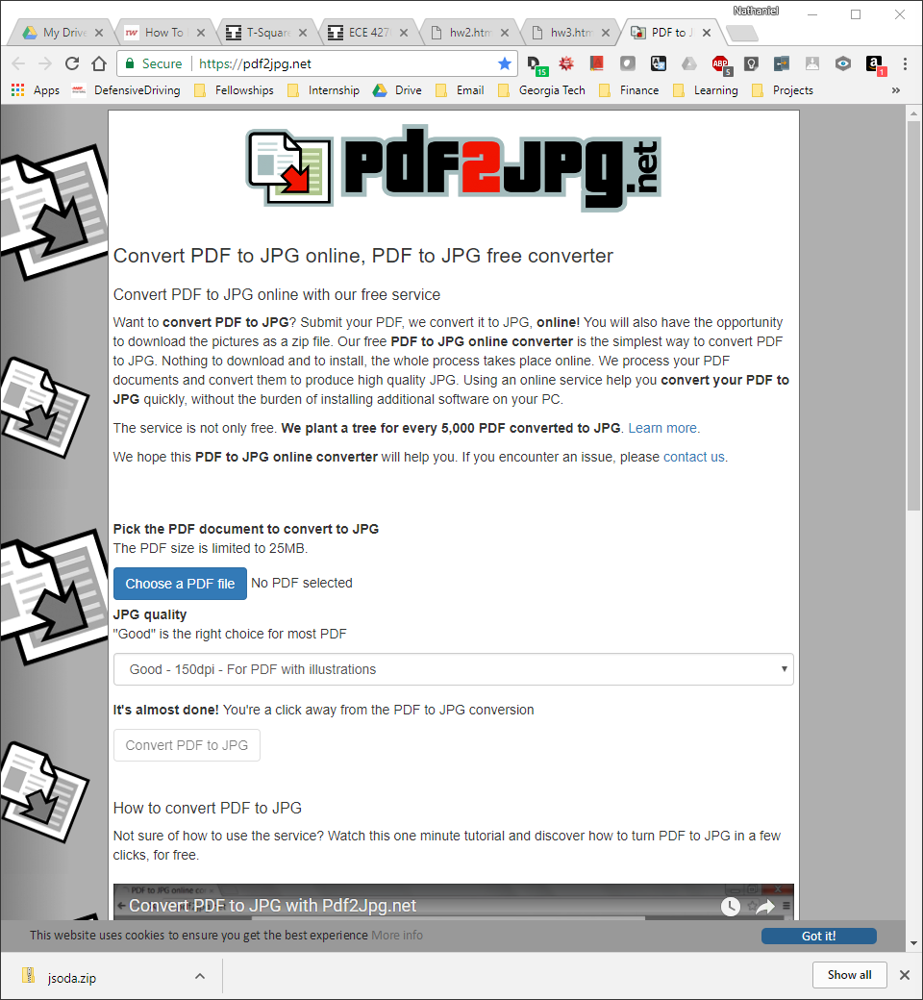 Nathaniel
My Drive
How To
T-Square
ECE 427
hw2.htm
hw3.htm
PDF to J
Secure
https://pdf2jpg.net
15
ABP
5
a
1
Apps
DefensiveDriving
Fellowships
Internship
Drive
Email
Georgia Tech
Finance
Learning
Projects
»
pdf2jpg.net
Convert PDF to JPG online, PDF to JPG free converter
Convert PDF to JPG online with our free service
Want to convert PDF to JPG? Submit your PDF, we convert it to JPG, online! You will also have the opportunity
to download the pictures as a zip file. Our free PDF to JPG online converter is the simplest way to convert PDF
to JPG. Nothing to download and to install, the whole process takes place online. We process your PDF
documents and convert them to produce high quality JPG. Using an online service help you convert your PDF to
JPG quickly, without the burden of installing additional software on your PC.
The service is not only free. We plant a tree for every 5,000 PDF converted to JPG. Learn more.
We hope this PDF to JPG online converter will help you. If you encounter an issue, please contact us.
Pick the PDF document to convert to JPG
The PDF size is limited to 25MB.
Choose a PDF file No PDF selected
JPG quality
"Good" is the right choice for most PDF
Good - 150dpi - For PDF with illustrations
It's almost done! You're a click away from the PDF to JPG conversion
Convert PDF to JPG
How to convert PDF to JPG
Not sure of how to use the service? Watch this one minute tutorial and discover how to turn PDF to JPG in a few
clicks, for free.
PDF to JPG online
Convert PDF to JPG with Pdf2Jpg.net
This website uses cookies to ensure you get the best experience More info
Got it!
jsoda.zip
Show all